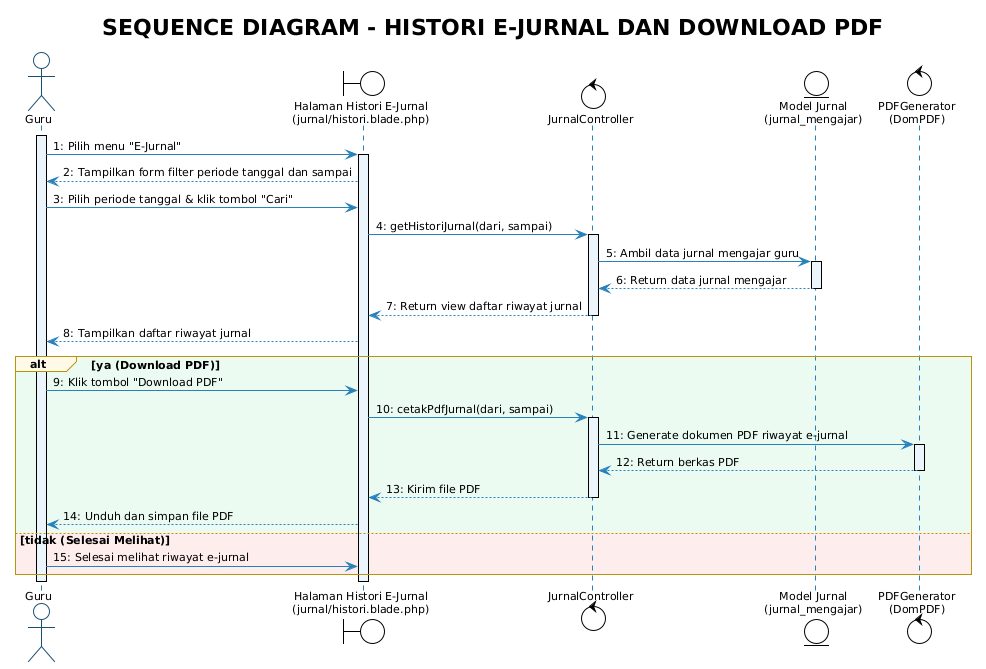 SEQUENCE DIAGRAM - HISTORI E-JURNAL DAN DOWNLOAD PDF
Guru
Halaman Histori E-Jurnal
(jurnal/histori.blade.php)
JurnalController
Model Jurnal
(jurnal_mengajar)
PDFGenerator
(DomPDF)
1: Pilih menu "E-Jurnal"
2: Tampilkan form filter periode tanggal dan sampai
3: Pilih periode tanggal & klik tombol "Cari"
4: getHistoriJurnal(dari, sampai)
5: Ambil data jurnal mengajar guru
6: Return data jurnal mengajar
7: Return view daftar riwayat jurnal
8: Tampilkan daftar riwayat jurnal
alt
[ya (Download PDF)]
9: Klik tombol "Download PDF"
10: cetakPdfJurnal(dari, sampai)
11: Generate dokumen PDF riwayat e-jurnal
12: Return berkas PDF
13: Kirim file PDF
14: Unduh dan simpan file PDF
[tidak (Selesai Melihat)]
15: Selesai melihat riwayat e-jurnal
Guru
Halaman Histori E-Jurnal
(jurnal/histori.blade.php)
JurnalController
Model Jurnal
(jurnal_mengajar)
PDFGenerator
(DomPDF)